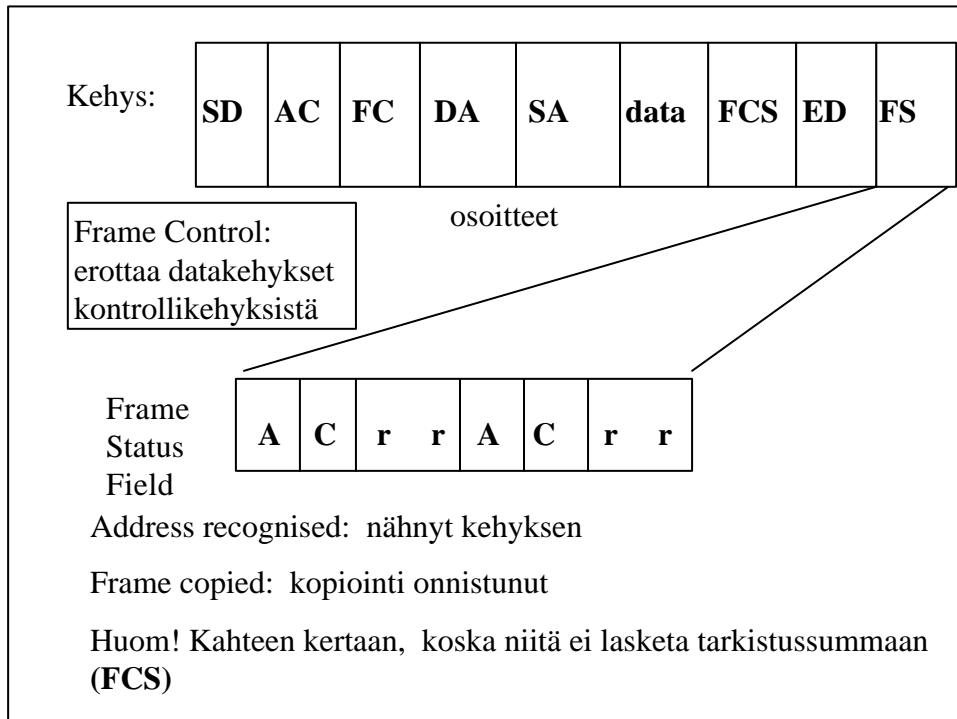 Kehys:
SD AC FC DA SA data FCS ED FS
osoitteet
Frame Control:
erottaa datakehykset
kontrollikehyksistä
Frame
Status
Field
A C r r A C r r
Address recognised: nähnyt kehyksen
Frame copied: kopiointi onnistunut
Huom! Kahteen kertaan, koska niitä ei lasketa tarkistussummaan
(FCS)